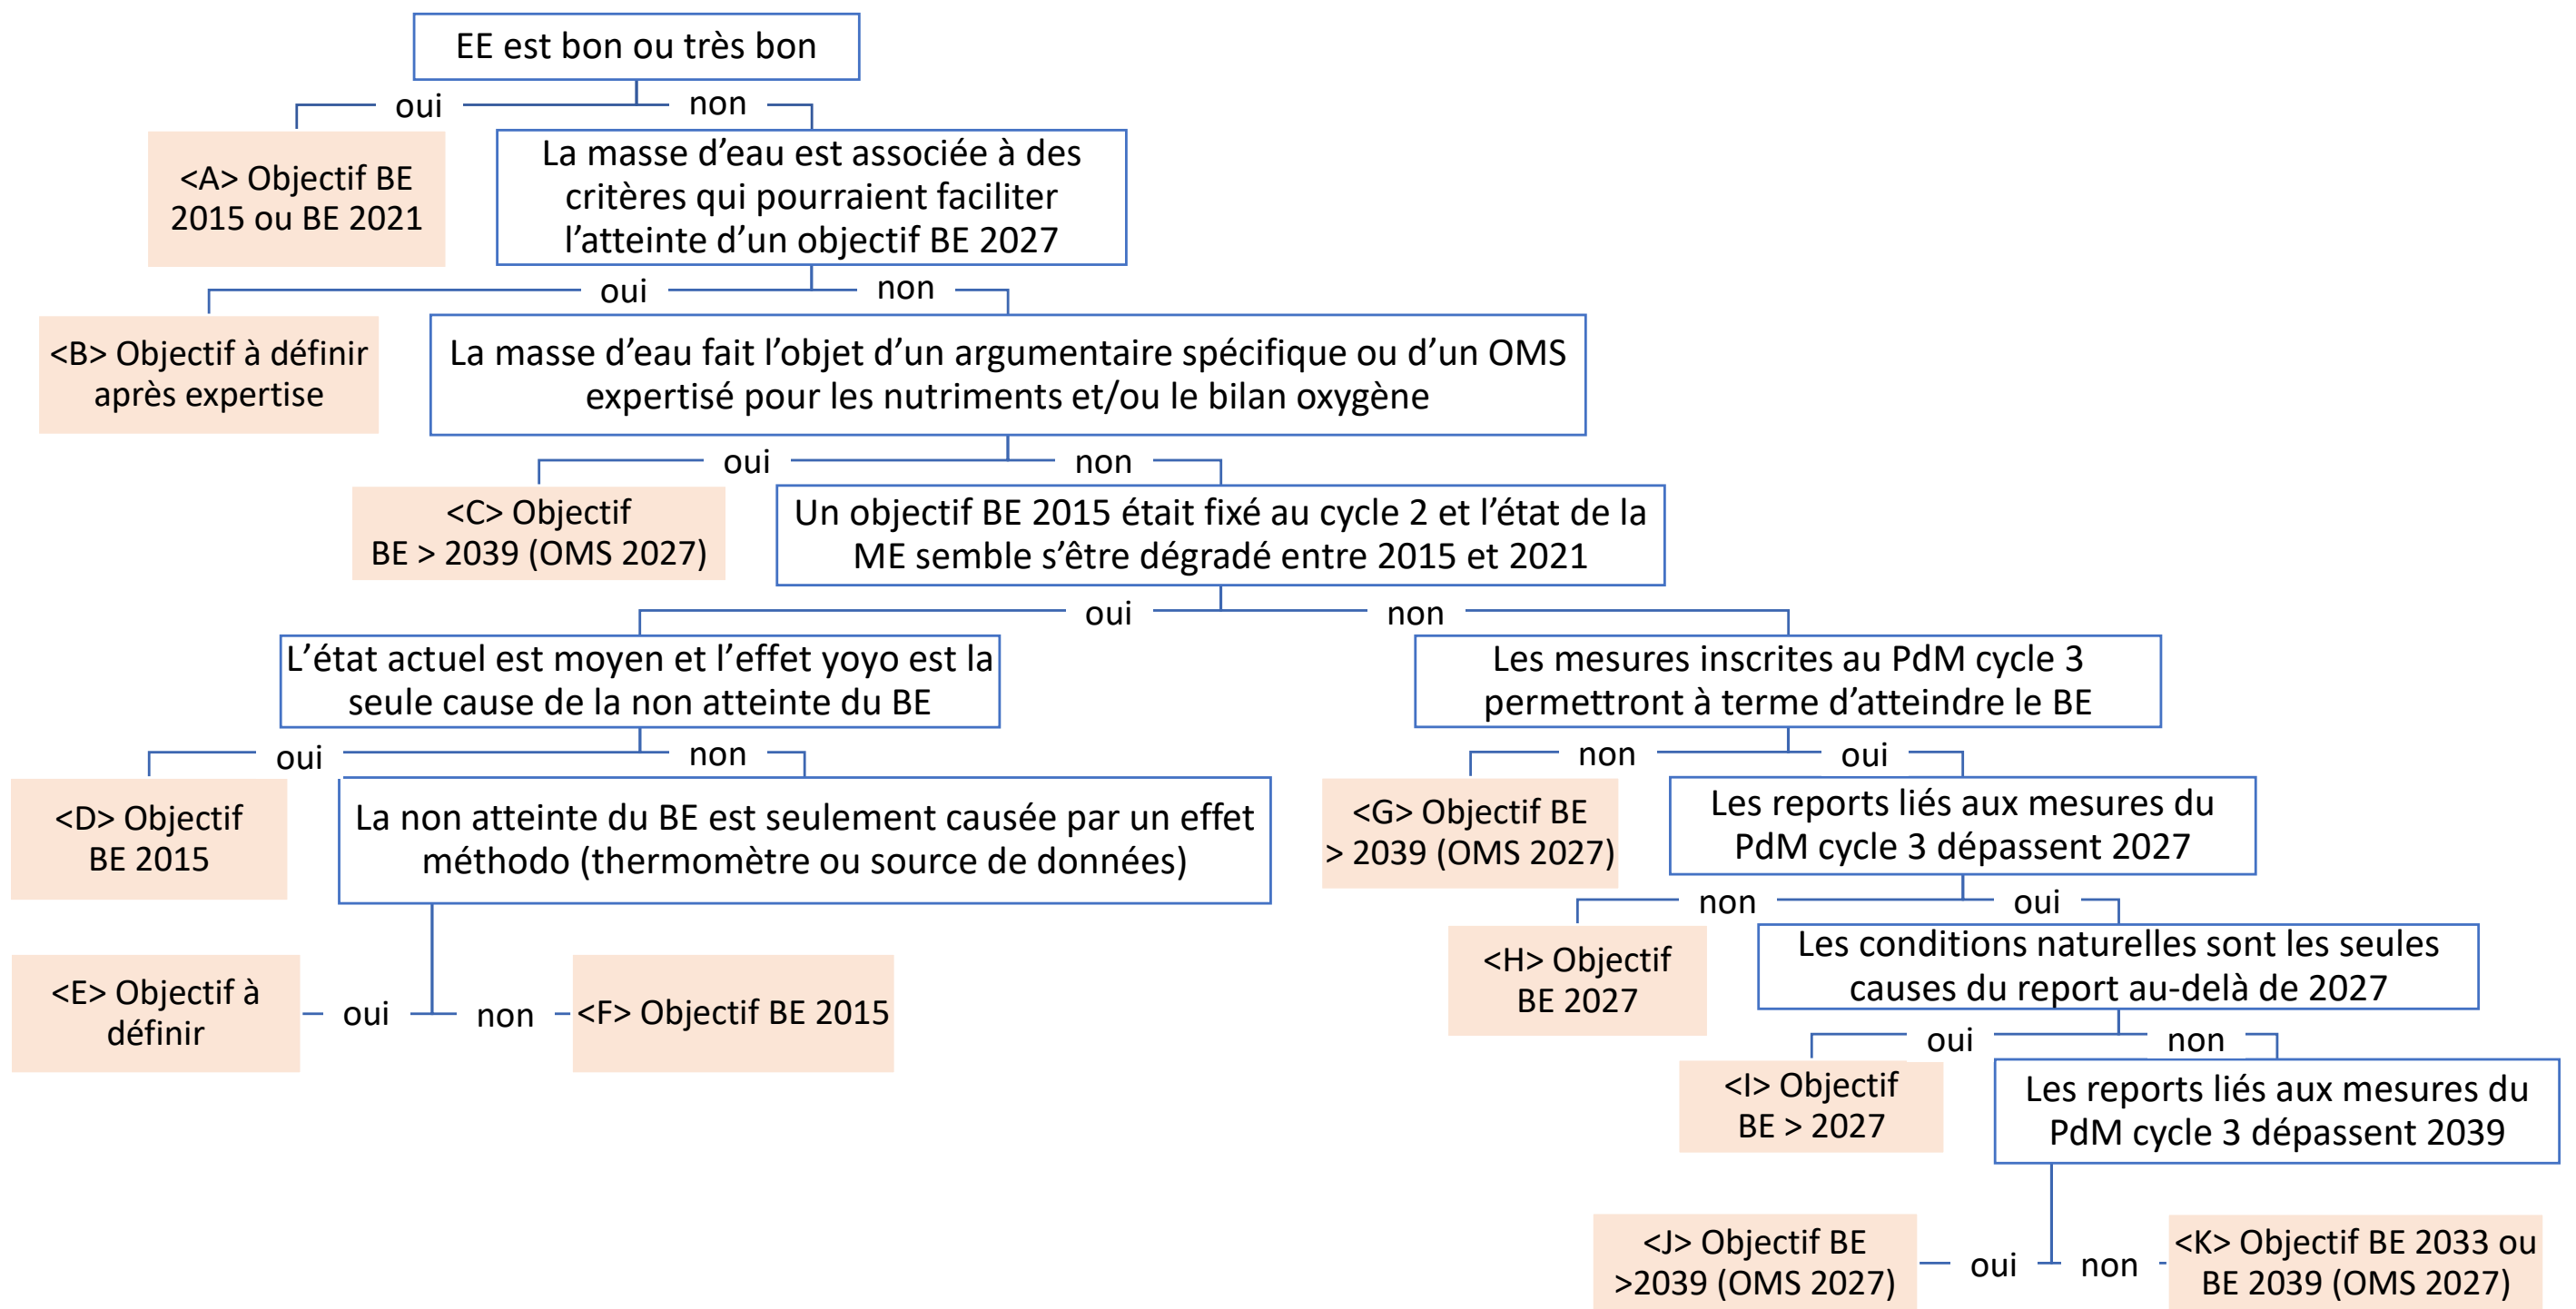 EE est bon ou très bon
oui
non
<A> Objectif BE
2015 ou BE 2021
La masse d’eau est associée à des
critères qui pourraient faciliter
l’atteinte d’un objectif BE 2027
oui
non
<B> Objectif à définir
après expertise
La masse d’eau fait l’objet d’un argumentaire spécifique ou d’un OMS
expertisé pour les nutriments et/ou le bilan oxygène
oui
non
<C> Objectif
BE > 2039 (OMS 2027)
Un objectif BE 2015 était fixé au cycle 2 et l’état de la
ME semble s’être dégradé entre 2015 et 2021
oui
non
L’état actuel est moyen et l’effet yoyo est la
seule cause de la non atteinte du BE
Les mesures inscrites au PdM cycle 3
permettront à terme d’atteindre le BE
oui
non
non
oui
<D> Objectif
BE 2015
La non atteinte du BE est seulement causée par un effet
méthodo (thermomètre ou source de données)
<G> Objectif BE
> 2039 (OMS 2027)
Les reports liés aux mesures du
PdM cycle 3 dépassent 2027
non
oui
<E> Objectif à
définir
oui
non
<F> Objectif BE 2015
<H> Objectif
BE 2027
Les conditions naturelles sont les seules
causes du report au-delà de 2027
oui
non
<I> Objectif
BE > 2027
Les reports liés aux mesures du
PdM cycle 3 dépassent 2039
<J> Objectif BE
>2039 (OMS 2027)
oui
non
<K> Objectif BE 2033 ou
BE 2039 (OMS 2027)